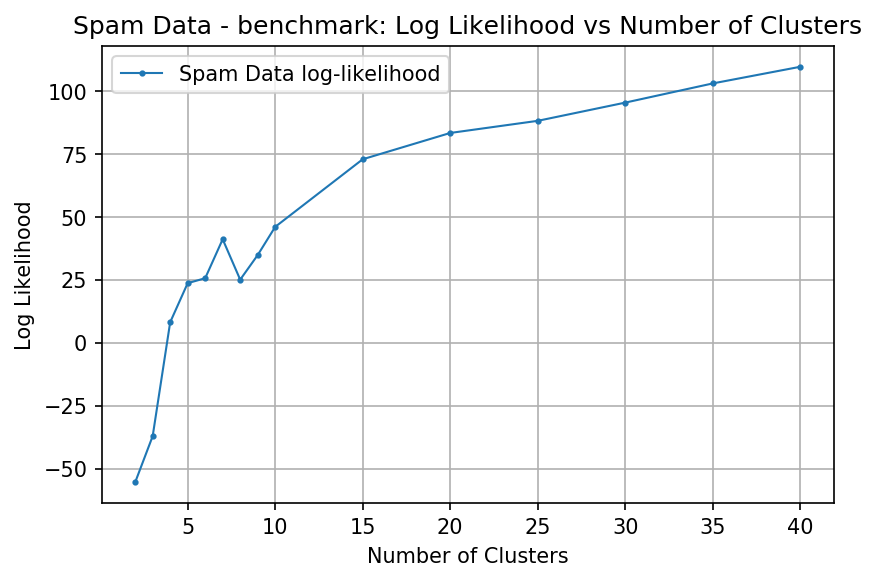 Spam Data - benchmark: Log Likelihood vs Number of Clusters
Spam Data log-likelihood
Log Likelihood
100
75
50
25
0
−25
−50
5 10 15 20 25 30 35 40
Number of Clusters